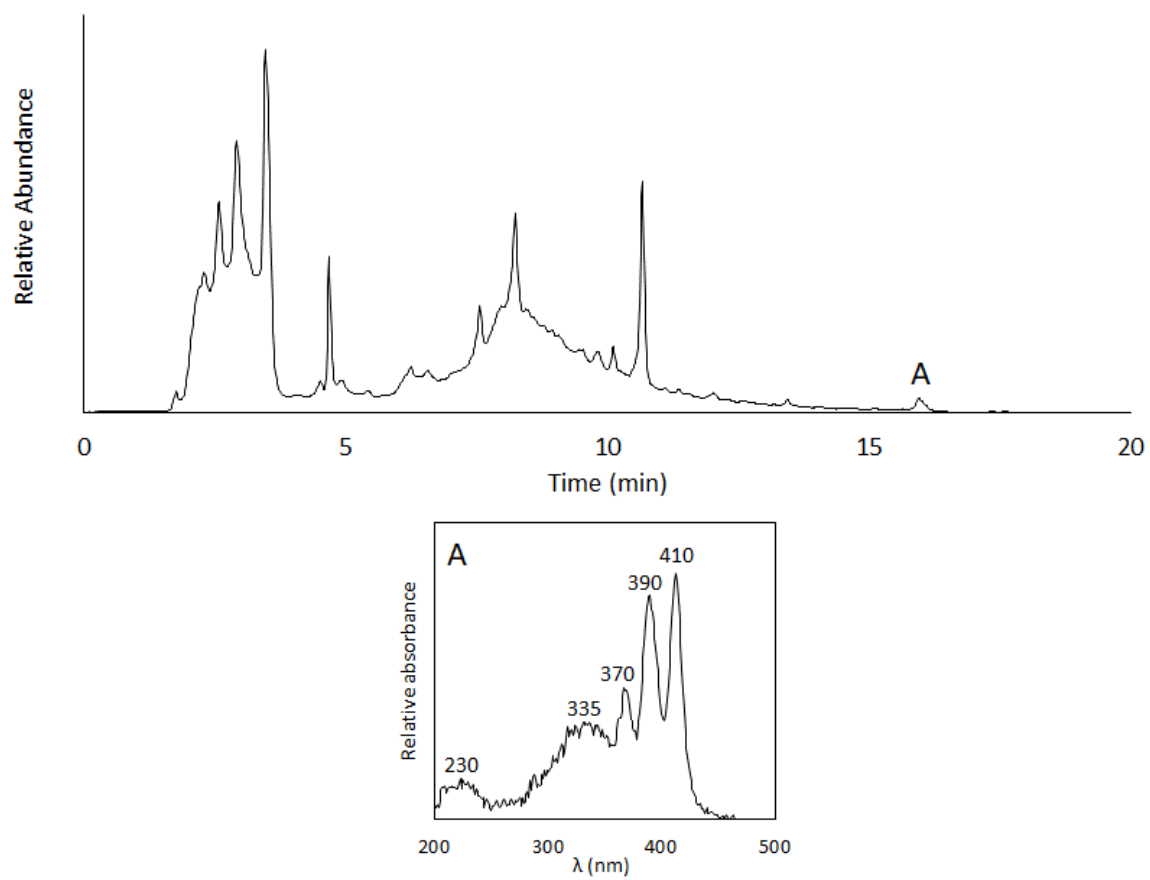 Relative Abundance
A
0 5 10 15 20
Time (min)
A
410
390
370
335
230
Relative absorbance
200 300 400 500
λ (nm)